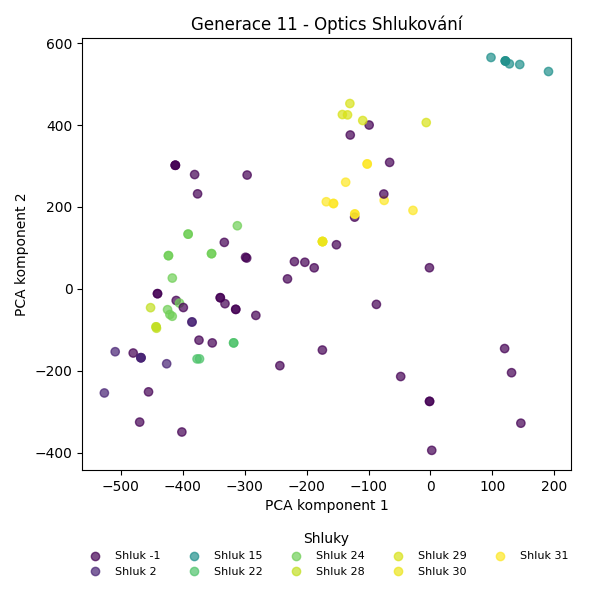 Generace 11 - Optics Shlukování
600
400
200
0
−200
−400
PCA komponent 2
−500 −400 −300 −200 −100 0 100 200
PCA komponent 1
Shluky
Shluk -1 Shluk 15 Shluk 24 Shluk 29 Shluk 31
Shluk 2 Shluk 22 Shluk 28 Shluk 30